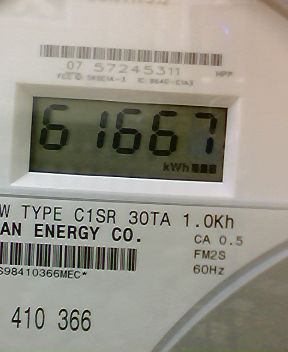 07 57245311 HPP
61667
kWh
W TYPE C1SR 30TA 1.0Kh
AN ENERGY CO.
CA 0.5
FM2S
60Hz
S98410366MEC*
410 366